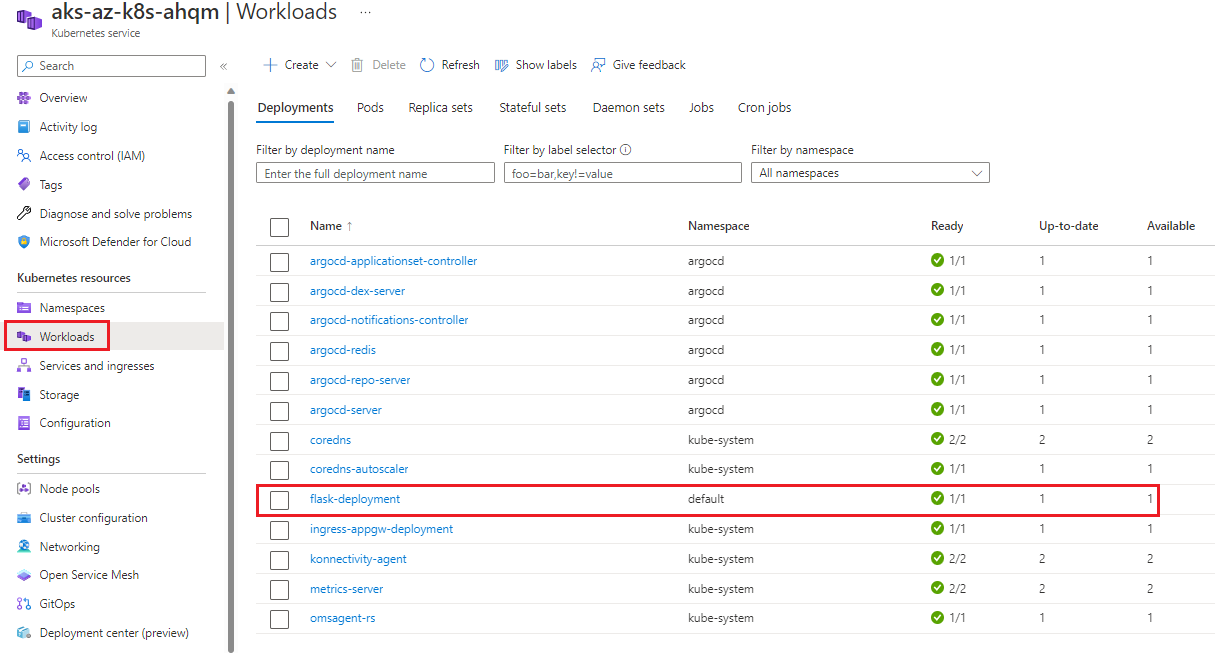 aks-az-k8s-ahqm | Workloads ...
Kubernetes service
Search «
Overview
Activity log
Access control (IAM)
Tags
Diagnose and solve problems
Microsoft Defender for Cloud
Kubernetes resources
Namespaces
Workloads
Services and ingresses
Storage
Configuration
Settings
Node pools
Cluster configuration
Networking
Open Service Mesh
GitOps
Deployment center (preview)
Create Delete Refresh Show labels Give feedback
Deployments Pods Replica sets Stateful sets Daemon sets Jobs Cron jobs
Filter by deployment name Filter by label selector Filter by namespace
Enter the full deployment name foo=bar,key!=value All namespaces
Name ↑ Namespace Ready Up-to-date Available
argocd-applicationset-controller argocd 1/1 1 1
argocd-dex-server argocd 1/1 1 1
argocd-notifications-controller argocd 1/1 1 1
argocd-redis argocd 1/1 1 1
argocd-repo-server argocd 1/1 1 1
argocd-server argocd 1/1 1 1
coredns kube-system 2/2 2 2
coredns-autoscaler kube-system 1/1 1 1
flask-deployment default 1/1 1 1
ingress-appgw-deployment kube-system 1/1 1 1
konnectivity-agent kube-system 2/2 2 2
metrics-server kube-system 2/2 2 2
omsagent-rs kube-system 1/1 1 1